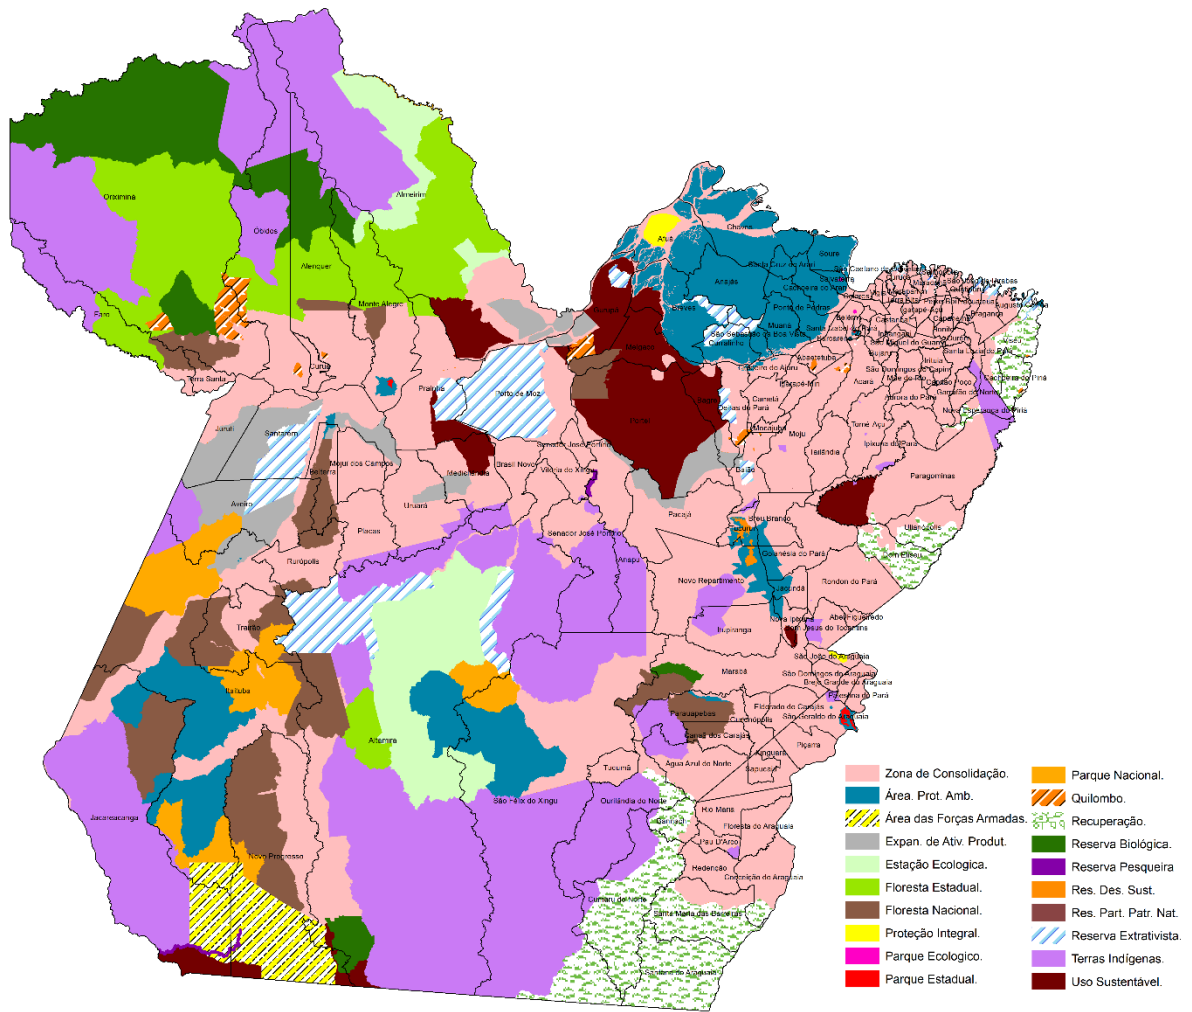 Oriximiná
Almeirim
Óbidos
Afuá
Chaves
Soure
Alenquer
Santa Cruz do Arari
Cachoeira do Arari
Anajás
Faro
Monte Alegre
Breves
Ponta de Pedras
Belém
Muaná
São Sebastião da Boa Vista
Curralinho
Melgaço
Bragança
Viseu
São Miguel do Guamá
Bujaru
Irituia
Abaetetuba
Santa Luzia do Pará
Limoeiro do Ajuru
São Domingos do Capim
Terra Santa
Curuá
Prainha
Porto de Moz
Igarapé-Miri
Acará
Mãe do Rio
Capitão Poço
Cachoeira do Piriá
Garrafão do Norte
Aurora do Pará
Cametá
Oeiras do Pará
Nova Esperança do Piriá
Portel
Juruti
Santarém
Mocajuba
Moju
Tomé Açu
Senador José Porfírio
Ipixuna do Pará
Tailândia
Mojuí dos Campos
Belterra
Brasil Novo
Medicilândia
Vitória do Xingu
Baião
Paragominas
Aveiro
Uruará
Pacajá
Placas
Breu Branco
Ulianópolis
Senador José Porfírio
Tucuruí
Dom Eliseu
Rurópolis
Anapu
Goianésia do Pará
Novo Repartimento
Rondon do Pará
Jacundá
Trairão
Nova Ipixuna
Abel Figueiredo
Bom Jesus do Tocantins
Itupiranga
São João do Araguaia
Marabá
São Domingos do Araguaia
Brejo Grande do Araguaia
Itaituba
Palestina do Pará
Eldorado do Carajás
Parauapebas
Curionópolis
São Geraldo do Araguaia
Altamira
Canaã dos Carajás
Piçarra
Xinguara
Água Azul do Norte
Sapucaia
Tucumã
São Félix do Xingu
Ourilândia do Norte
Rio Maria
Jacareacanga
Bannach
Floresta do Araguaia
Pau D'Arco
Novo Progresso
Redenção
Conceição do Araguaia
Cumaru do Norte
Santa Maria das Barreiras
Santana do Araguaia
Zona de Consolidação.
Área. Prot. Amb.
Área das Forças Armadas.
Expan. de Ativ. Produt.
Estação Ecologica.
Floresta Estadual.
Floresta Nacional.
Proteção Integral.
Parque Ecologico.
Parque Estadual.
Parque Nacional.
Quilombo.
Recuperação.
Reserva Biológica.
Reserva Pesqueira
Res. Des. Sust.
Res. Part. Patr. Nat.
Reserva Extrativista.
Terras Indígenas.
Uso Sustentável.